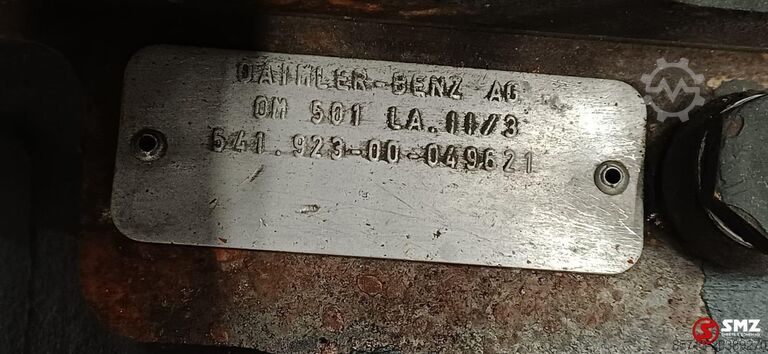 DAIMLER-BENZ AG
OM 501 LA.II/3
541.923-00-049621
SMZ